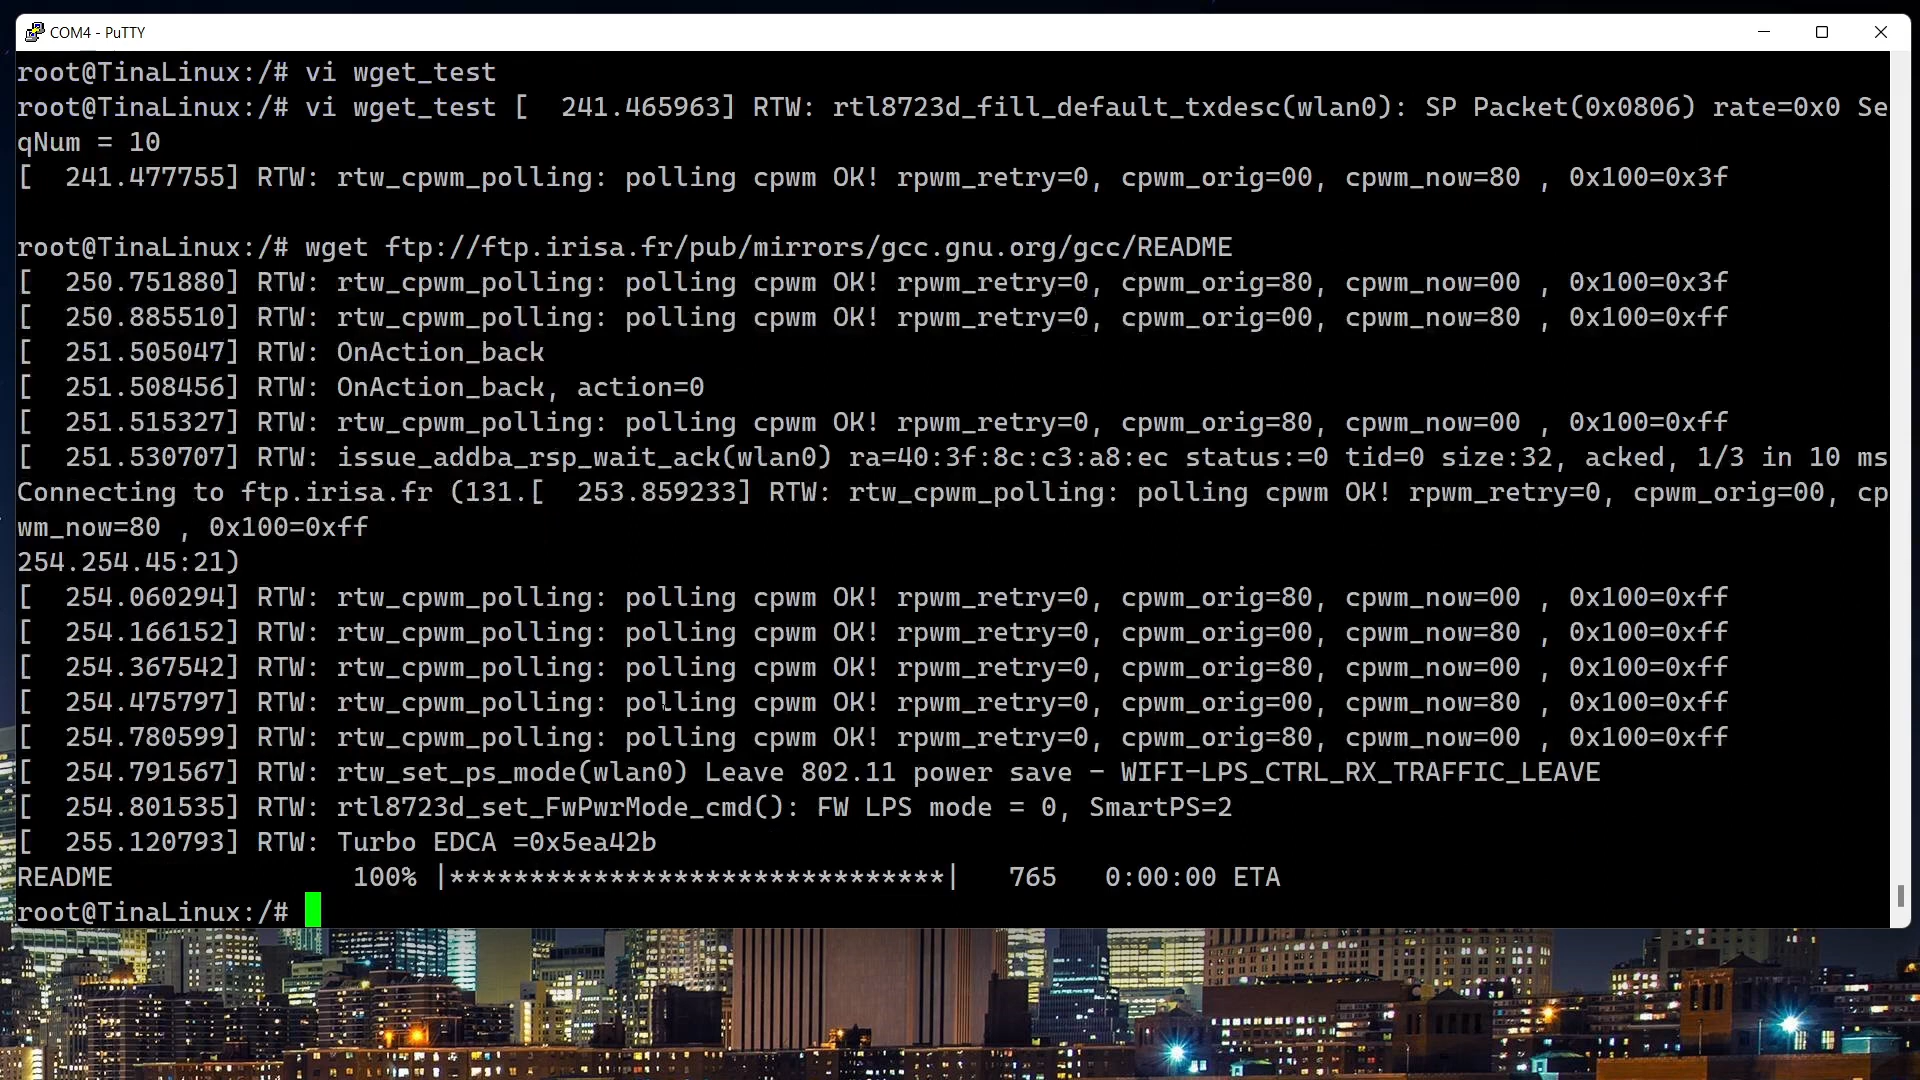 COM4 - PuTTY
root@TinaLinux:/# vi wget_test
root@TinaLinux:/# vi wget_test [  241.465963] RTW: rtl8723d_fill_default_txdesc(wlan0): SP Packet(0x0806) rate=0x0 Se
qNum = 10
[  241.477755] RTW: rtw_cpwm_polling: polling cpwm OK! rpwm_retry=0, cpwm_orig=00, cpwm_now=80 , 0x100=0x3f
root@TinaLinux:/# wget ftp://ftp.irisa.fr/pub/mirrors/gcc.gnu.org/gcc/README
[  250.751880] RTW: rtw_cpwm_polling: polling cpwm OK! rpwm_retry=0, cpwm_orig=80, cpwm_now=00 , 0x100=0x3f
[  250.885510] RTW: rtw_cpwm_polling: polling cpwm OK! rpwm_retry=0, cpwm_orig=00, cpwm_now=80 , 0x100=0xff
[  251.505047] RTW: OnAction_back
[  251.508456] RTW: OnAction_back, action=0
[  251.515327] RTW: rtw_cpwm_polling: polling cpwm OK! rpwm_retry=0, cpwm_orig=80, cpwm_now=00 , 0x100=0xff
[  251.530707] RTW: issue_addba_rsp_wait_ack(wlan0) ra=40:3f:8c:c3:a8:ec status:=0 tid=0 size:32, acked, 1/3 in 10 ms
Connecting to ftp.irisa.fr (131.[  253.859233] RTW: rtw_cpwm_polling: polling cpwm OK! rpwm_retry=0, cpwm_orig=00, cp
wm_now=80 , 0x100=0xff
254.254.45:21)
[  254.060294] RTW: rtw_cpwm_polling: polling cpwm OK! rpwm_retry=0, cpwm_orig=80, cpwm_now=00 , 0x100=0xff
[  254.166152] RTW: rtw_cpwm_polling: polling cpwm OK! rpwm_retry=0, cpwm_orig=00, cpwm_now=80 , 0x100=0xff
[  254.367542] RTW: rtw_cpwm_polling: polling cpwm OK! rpwm_retry=0, cpwm_orig=80, cpwm_now=00 , 0x100=0xff
[  254.475797] RTW: rtw_cpwm_polling: polling cpwm OK! rpwm_retry=0, cpwm_orig=00, cpwm_now=80 , 0x100=0xff
[  254.780599] RTW: rtw_cpwm_polling: polling cpwm OK! rpwm_retry=0, cpwm_orig=80, cpwm_now=00 , 0x100=0xff
[  254.791567] RTW: rtw_set_ps_mode(wlan0) Leave 802.11 power save - WIFI-LPS_CTRL_RX_TRAFFIC_LEAVE
[  254.801535] RTW: rtl8723d_set_FwPwrMode_cmd(): FW LPS mode = 0, SmartPS=2
[  255.120793] RTW: Turbo EDCA =0x5ea42b
README               100% |*******************************|   765   0:00:00 ETA
root@TinaLinux:/#